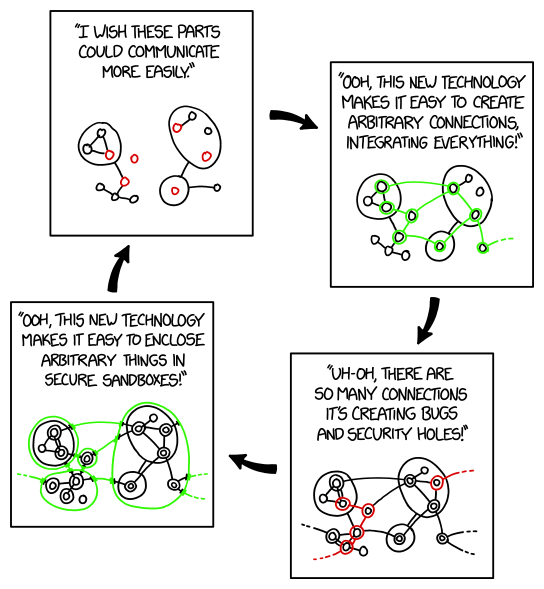 "I WISH THESE PARTS
COULD COMMUNICATE
MORE EASILY."
"OOH, THIS NEW TECHNOLOGY
MAKES IT EASY TO CREATE
ARBITRARY CONNECTIONS,
INTEGRATING EVERYTHING!"
"UH-OH, THERE ARE
SO MANY CONNECTIONS
IT'S CREATING BUGS
AND SECURITY HOLES!"
"OOH, THIS NEW TECHNOLOGY
MAKES IT EASY TO ENCLOSE
ARBITRARY THINGS IN
SECURE SANDBOXES!"